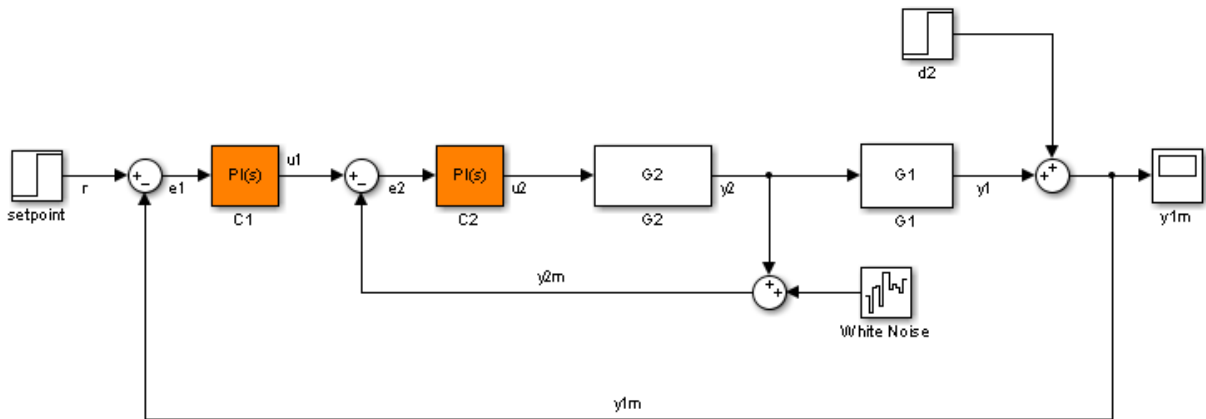 d2
setpoint
r
+
−
e1
PI(s)
C1
u1
+
−
e2
PI(s)
C2
u2
G2
G2
y2
G1
G1
y1
+
+
y1m
y2m
+
+
White Noise
y1m